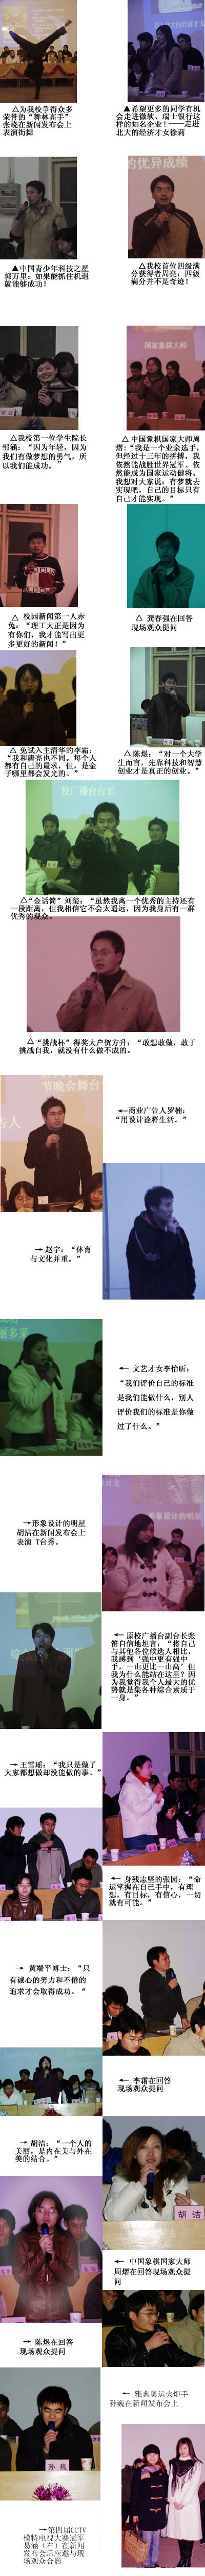 △为我校争得众多
荣誉的“舞林高手”
张峰在新闻发布会上
表演街舞
▲希望更多的同学有机
会走进微软、瑞士银行这
样的知名企业!——走进
北大的经济才女徐莉
的优异成绩
▲中国青少年科技之星
郭万里：如果能抓住机遇
就能够成功！
△我校首位四级满
分获得者周亮：四级
满分并不是奇迹！
国家象棋大师
△我校第一位学生院长
邹涵：“因为年轻，因为
我们有做梦想的勇气，所
以我们能成功。”
△ 中国象棋国家大师周
熠：“我是一个业余选手，
但经过十三年的拼搏，我
依然能战胜世界冠军、依
然能成为国家运动健将。
我想对大家说：有梦就去
实现吧，自己的目标只有
自己才能实现。”
△ 校园新闻第一人赤
兔：“理工大正是因为
有你们，我才能写出更
多更好的新闻！”
△ 龚春强在回答
现场观众提问
△ 免试入主清华的李霜：
“我和唐亮也不同。每个人
都有自己的最求，但，是金
子哪里都会发光的。”
△ 陈煜：“对一个大学
生而言，先靠科技和智慧
创业才是真正的创业。”
校广播台台长
△“金话筒”刘玺：“虽然我离一个优秀的主持还有
一段距离，但我相信它不会太遥远，因为我身后有一群
优秀的观众。
△“挑战杯”得奖大户贺方升：“敢想敢做，敢于
挑战自我，就没有什么做不成的。
节晚会舞台
告人
←商业广告人罗楠：
“用设计诠释生活。”
→ 赵宇：“体育
与文化并重。”
← 文艺才女李怡昕：
“我们评价自己的标准
是我们能做什么，别人
评价我们的标准是你做
过了什么。”
→形象设计的明星
胡洁在新闻发布会上
表演 T台秀。
← 原校广播台副台长张
笛自信地坦言：“将自己
与其他各位候选人相比，
我感到‘强中更有强中
手，一山更比一山高’但
我为什么能站在这里？因
为我觉得我个人最大的优
势就是集各种综合素质于
一身。”
→王雪瑶：“我只是做了
大家都想做却没能做的事。”
← 身残志坚的张园：“命
运掌握在自己手中，有理
想，有目标，有信心，一切
就有可能。”
→ 黄端平博士：“只
有诚心的努力和不倦的
追求才会取得成功。“
← 李霜在回答
现场观众提问
→ 胡洁：“一个人的
美丽，是内在美与外在
美的结合。”
胡 洁
← 中国象棋国家大师
周熠在回答现场观众提
问
→ 陈煜在回答
现场观众提问
← 雅典奥运火炬手
孙巍在新闻发布会上
孙 巍
→第四届CCTV
模特电视大赛冠军
易涵（右）在新闻
发布会后应邀与现
场观众合影